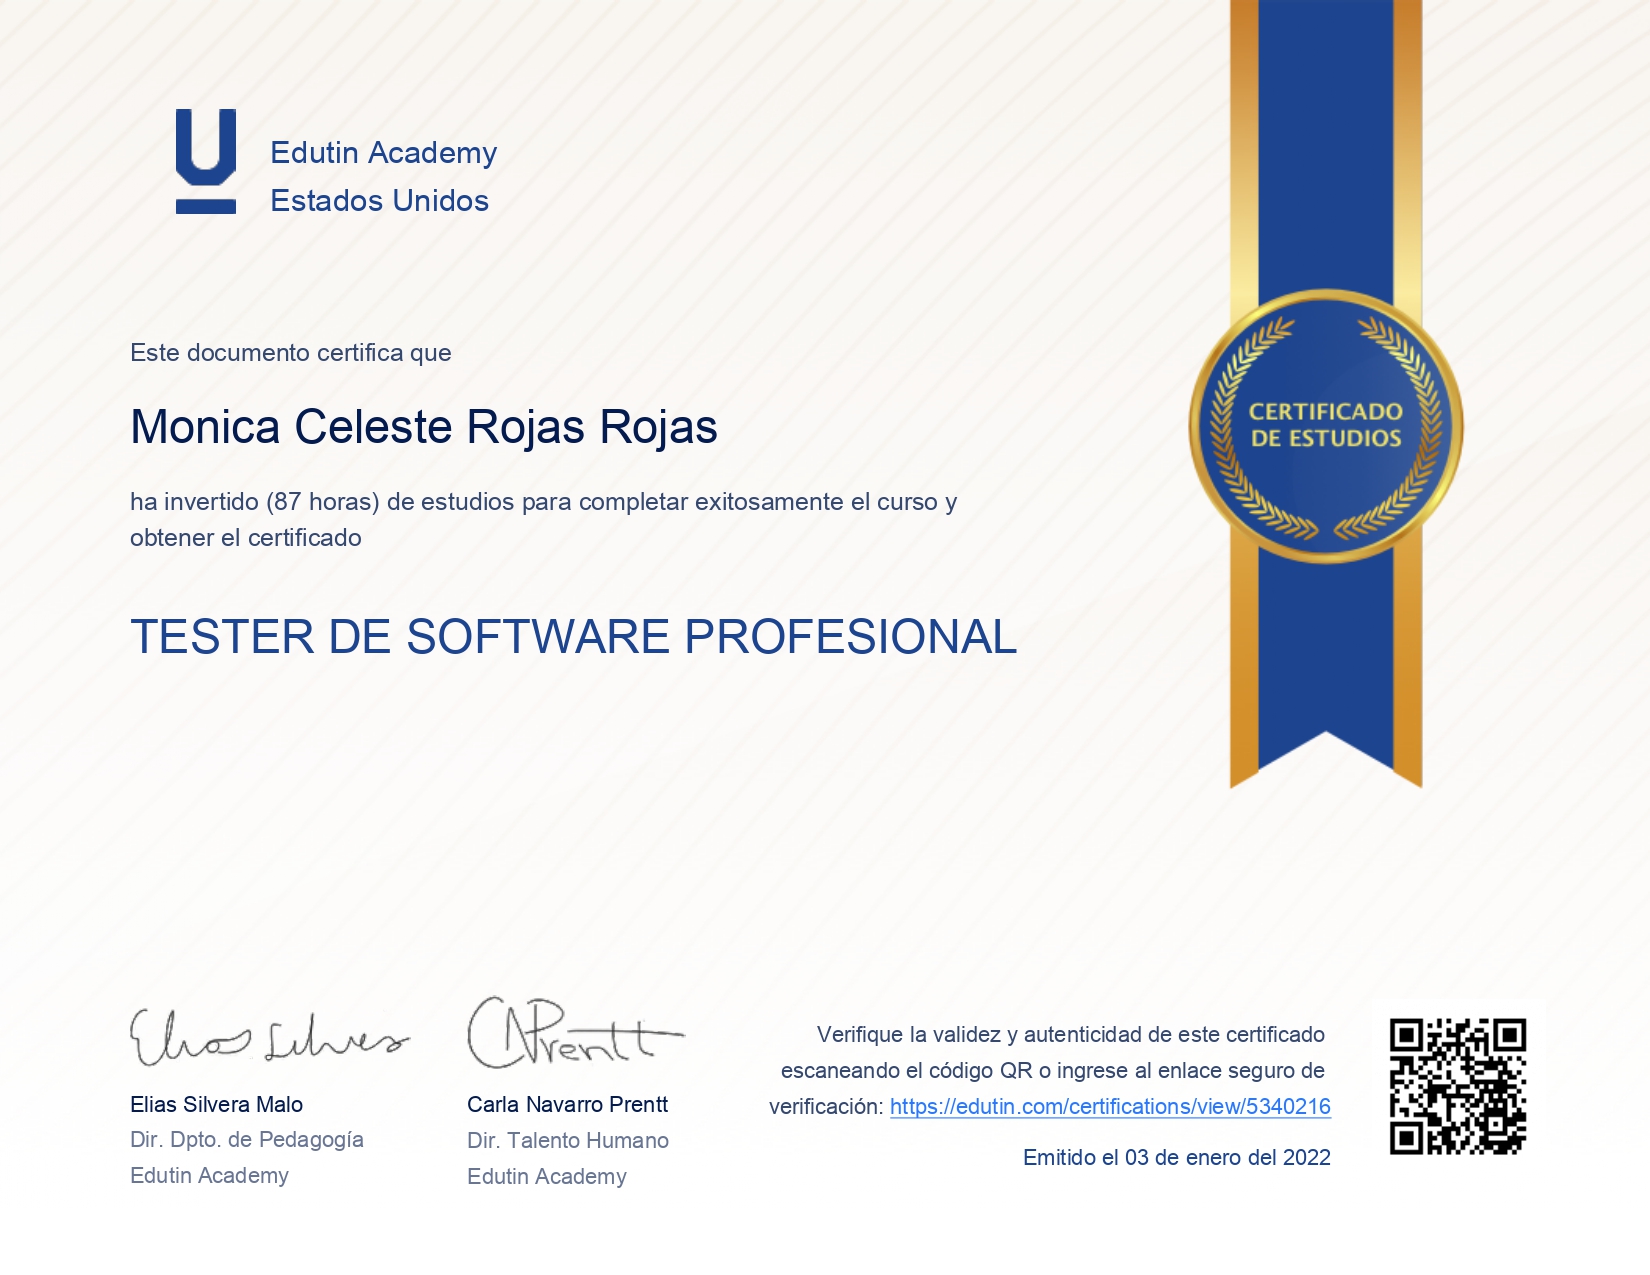 Edutin Academy
Estados Unidos
Este documento certifica que
Monica Celeste Rojas Rojas
ha invertido (87 horas) de estudios para completar exitosamente el curso y
obtener el certificado
TESTER DE SOFTWARE PROFESIONAL
CERTIFICADO
DE ESTUDIOS
Elias Silvera Malo
Dir. Dpto. de Pedagogía
Edutin Academy
CNPrentt
Carla Navarro Prentt
Dir. Talento Humano
Edutin Academy
Verifique la validez y autenticidad de este certificado
escaneando el código QR o ingrese al enlace seguro de
verificación: https://edutin.com/certifications/view/5340216
Emitido el 03 de enero del 2022